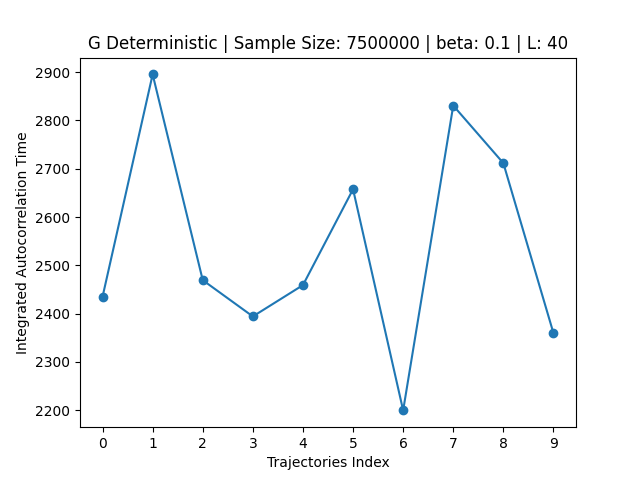 G Deterministic | Sample Size: 7500000 | beta: 0.1 | L: 40
Integrated Autocorrelation Time
2900
2800
2700
2600
2500
2400
2300
2200
0 1 2 3 4 5 6 7 8 9
Trajectories Index